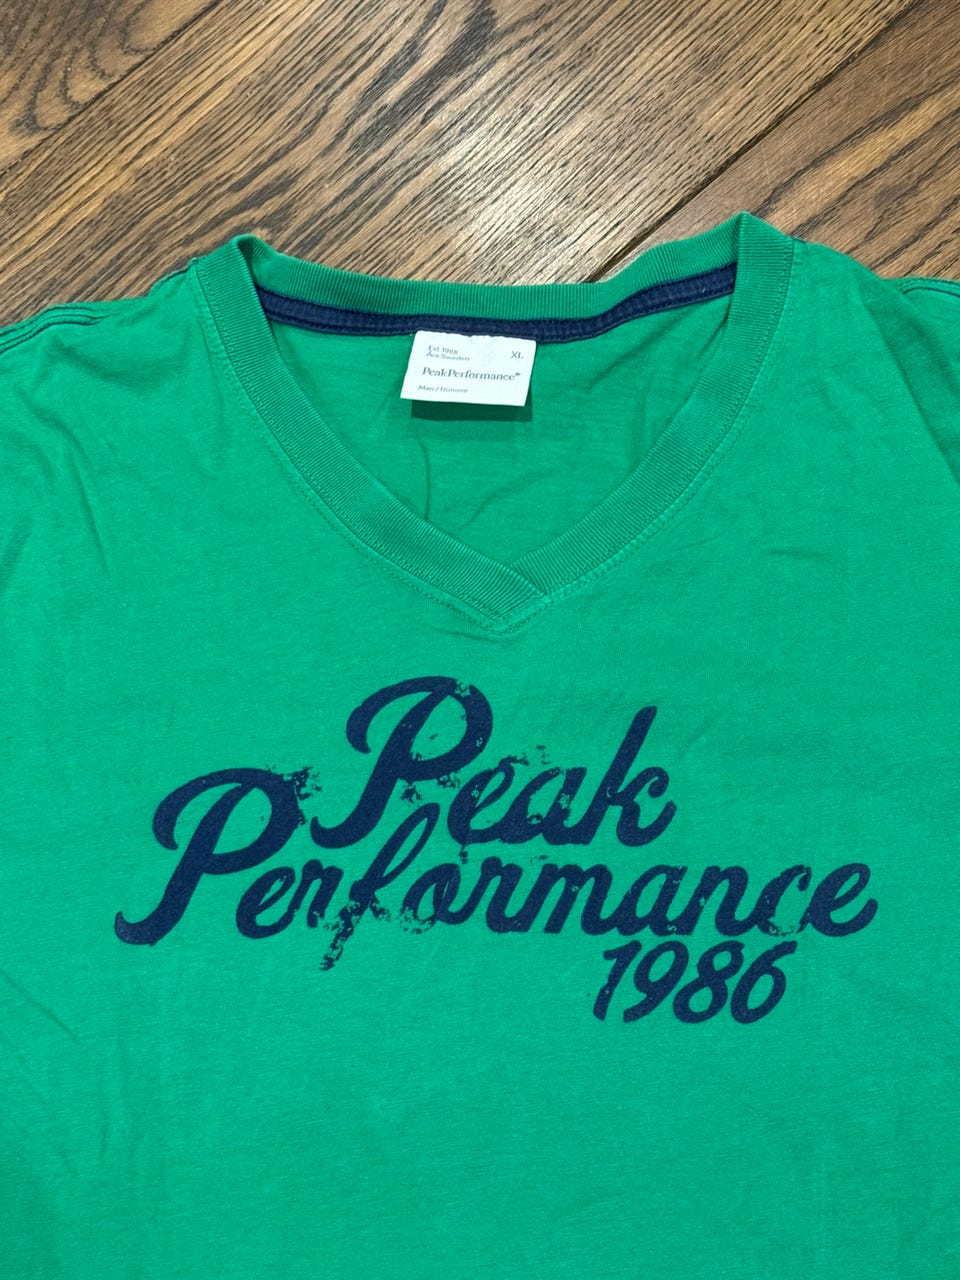 Est. 1986
XL
Åre Sweden
PeakPerformance®
Man / Homme
Peak
Performance
1986